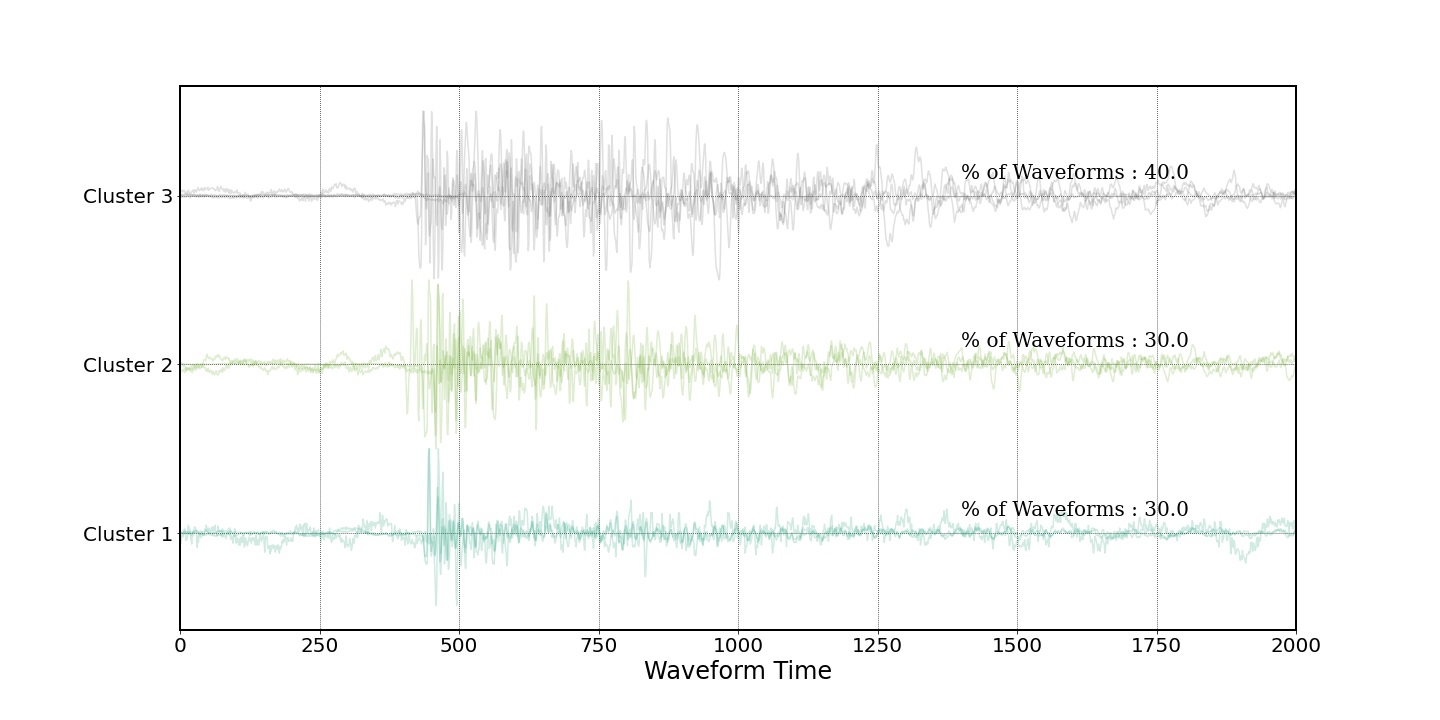 Cluster 3
% of Waveforms : 40.0
Cluster 2
% of Waveforms : 30.0
Cluster 1
% of Waveforms : 30.0
0 250 500 750 1000 1250 1500 1750 2000
Waveform Time